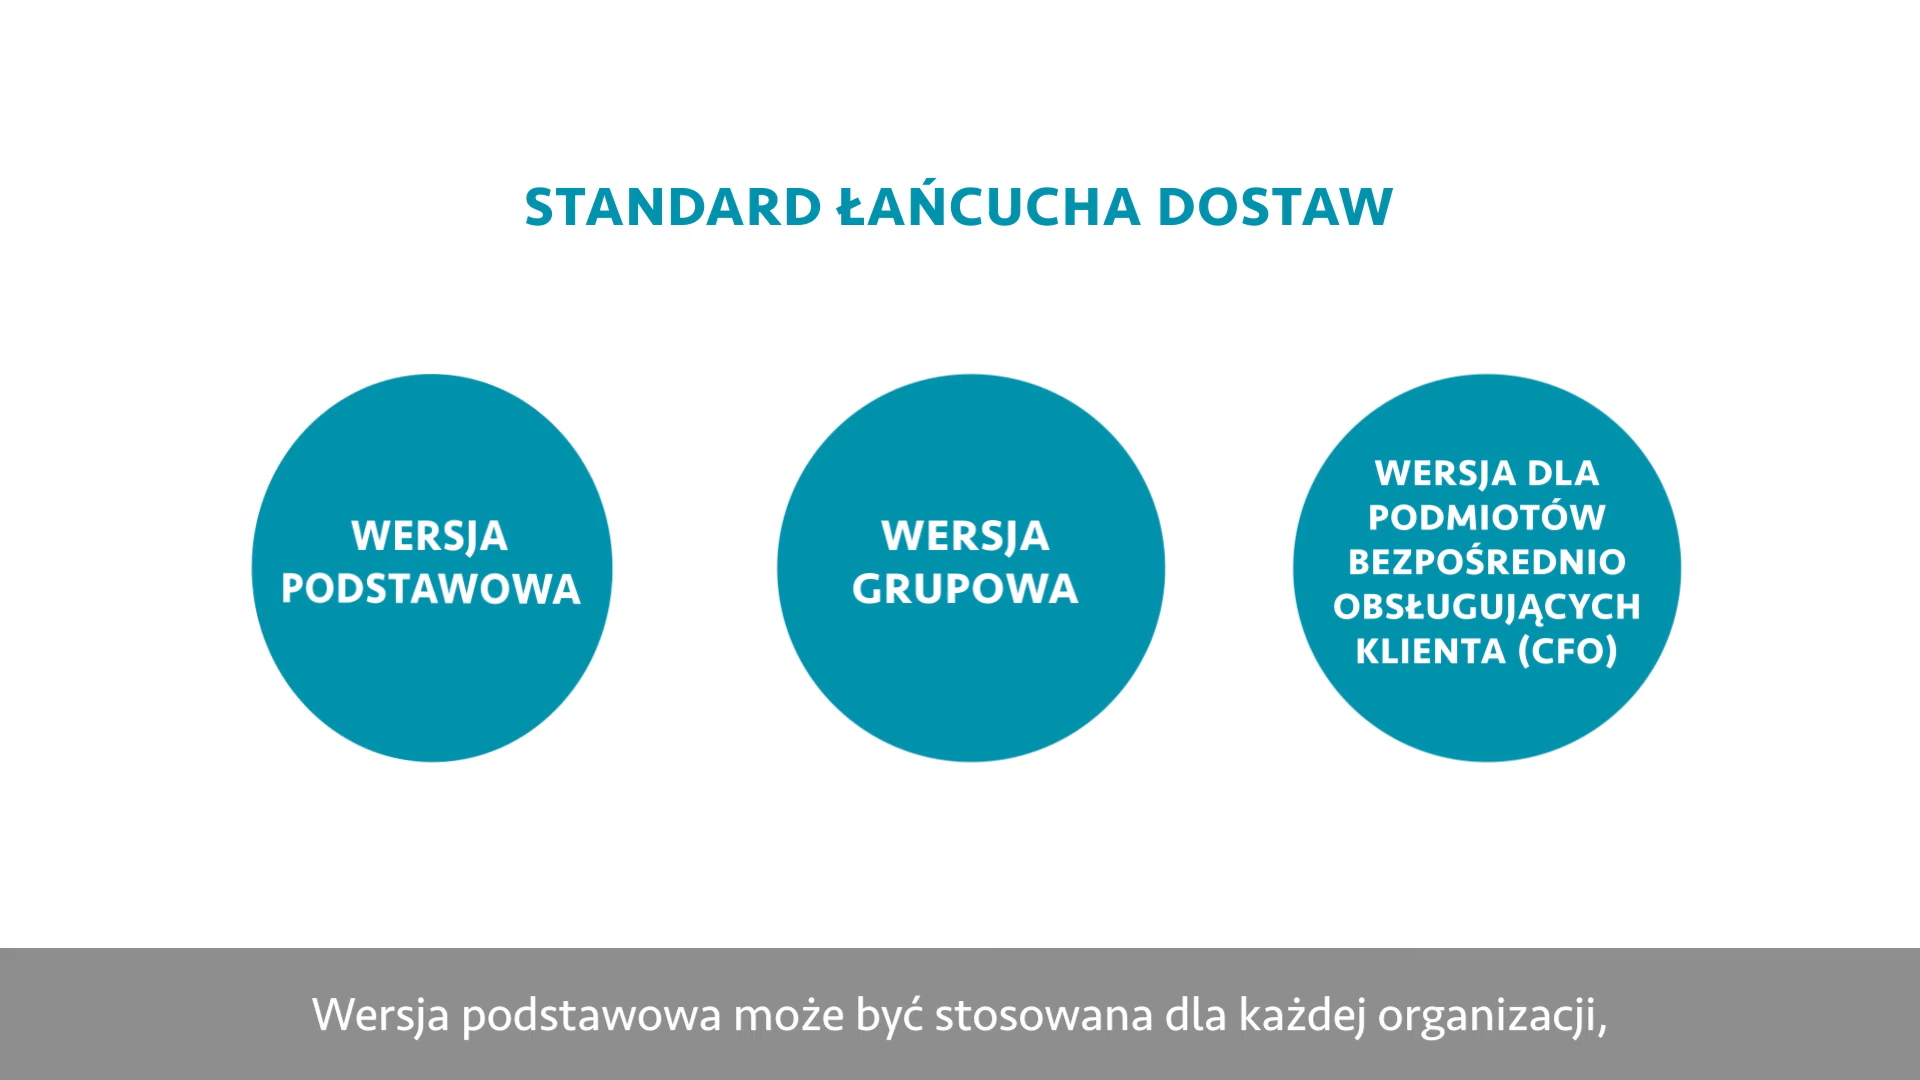 STANDARD ŁAŃCUCHA DOSTAW
WERSJA
PODSTAWOWA
WERSJA
GRUPOWA
WERSJA DLA
PODMIOTÓW
BEZPOŚREDNIO
OBSŁUGUJĄCYCH
KLIENTA (CFO)
Wersja podstawowa może być stosowana dla każdej organizacji,